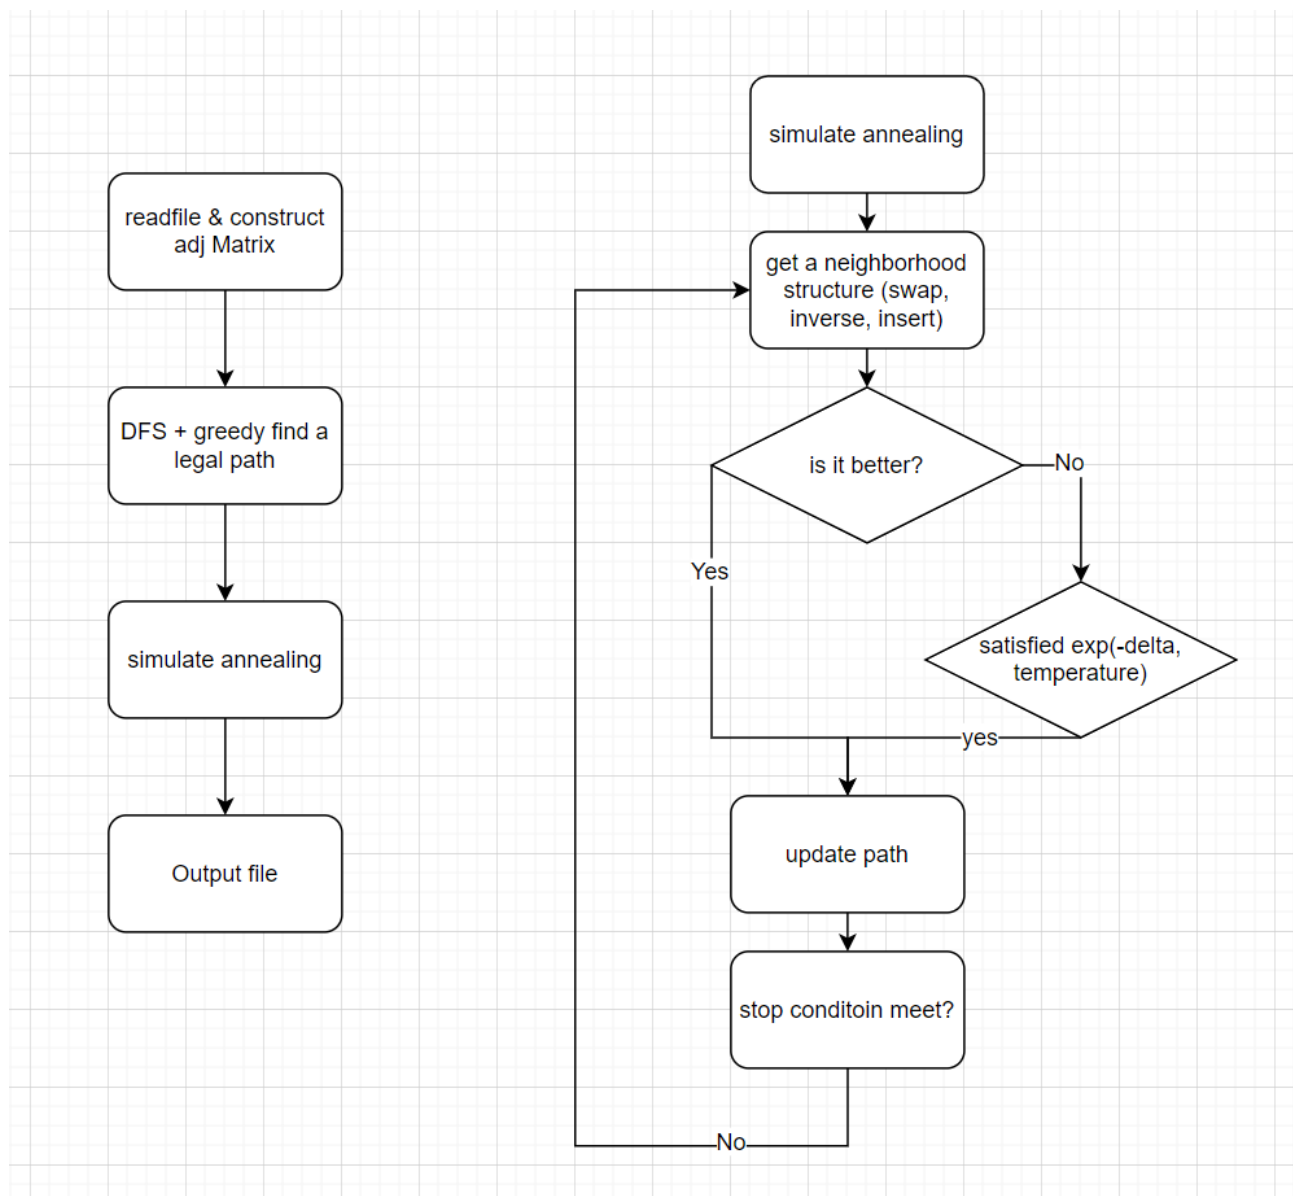 readfile & construct
adj Matrix
DFS + greedy find a
legal path
simulate annealing
Output file
simulate annealing
get a neighborhood
structure (swap,
inverse, insert)
is it better?
No
Yes
satisfied exp(-delta,
temperature)
yes
update path
stop conditoin meet?
No